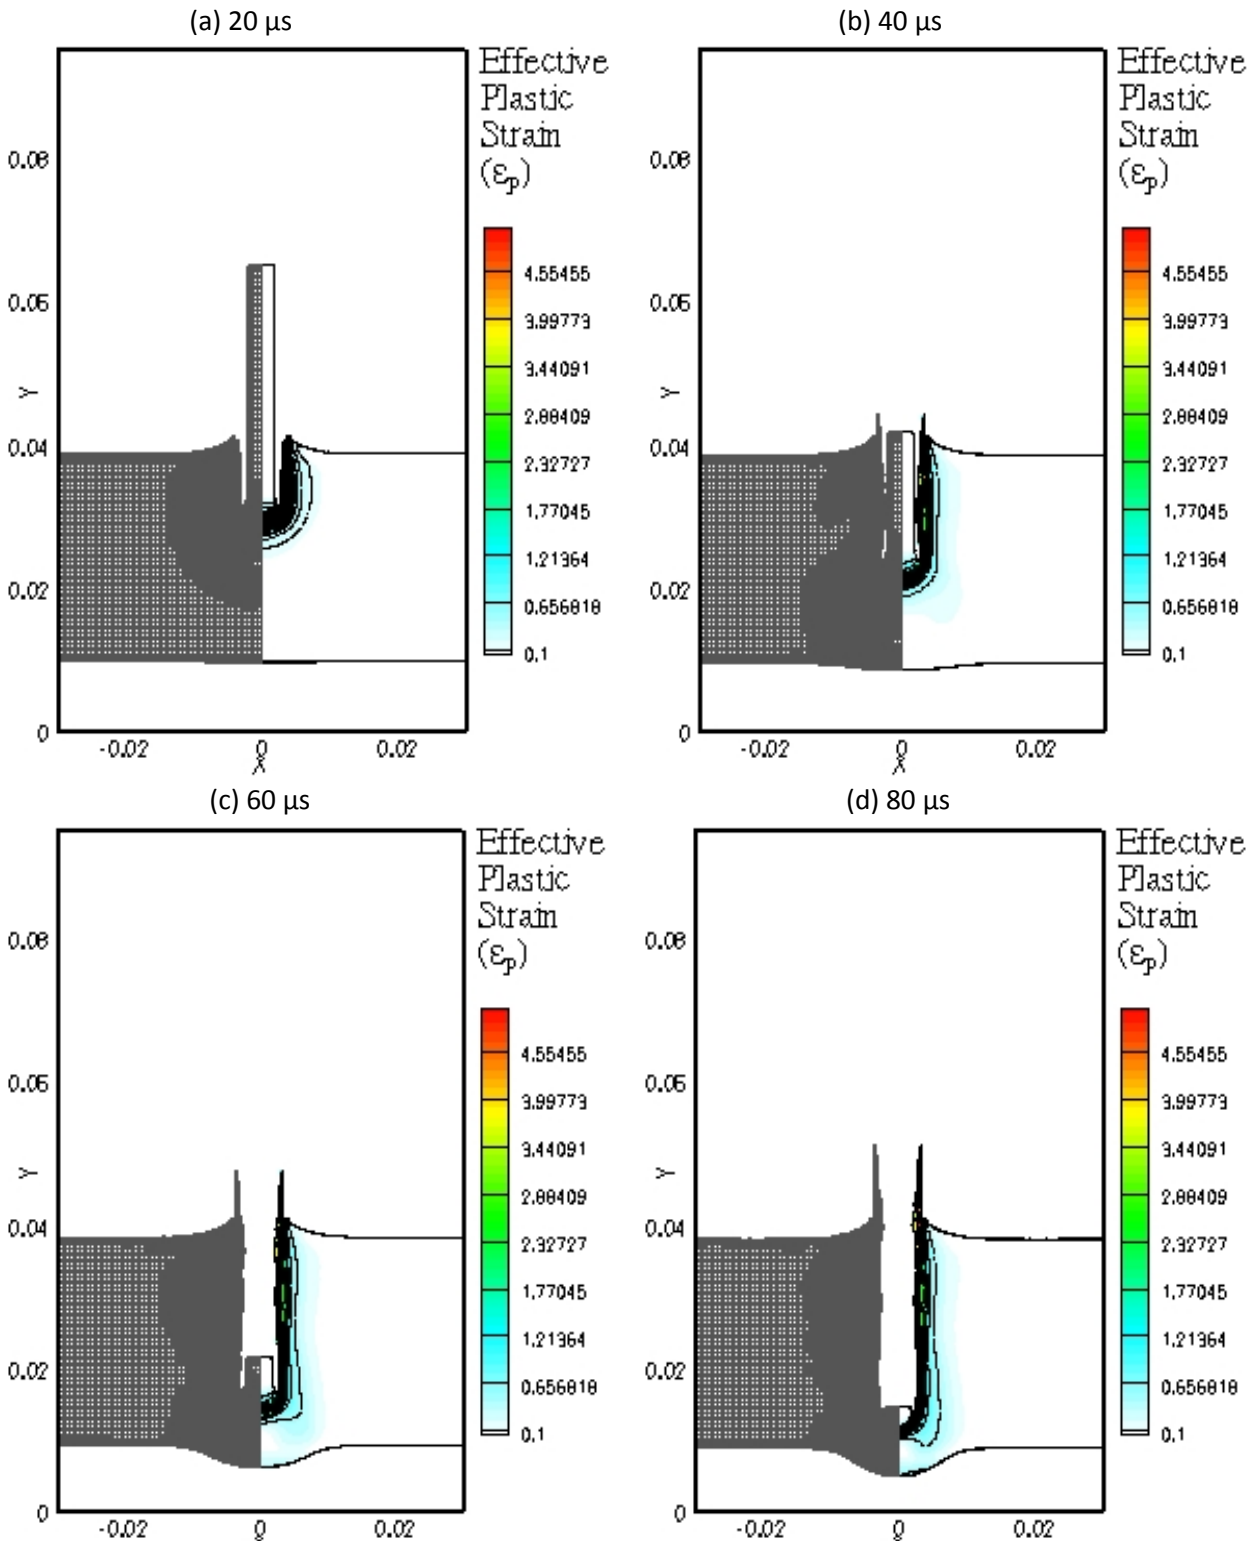 (a) 20 µs
Effective
Plastic
Strain
(εp)
0.08
0.06
0.04
0.02
0
Y
4.55455
3.99773
3.44091
2.88409
2.32727
1.77045
1.21364
0.656818
0.1
-0.02
0
0.02
X
(b) 40 µs
Effective
Plastic
Strain
(εp)
0.08
0.06
0.04
0.02
0
Y
4.55455
3.99773
3.44091
2.88409
2.32727
1.77045
1.21364
0.656818
0.1
-0.02
0
0.02
X
(c) 60 µs
Effective
Plastic
Strain
(εp)
0.08
0.06
0.04
0.02
0
Y
4.55455
3.99773
3.44091
2.88409
2.32727
1.77045
1.21364
0.656818
0.1
-0.02
0
0.02
(d) 80 µs
Effective
Plastic
Strain
(εp)
0.08
0.06
0.04
0.02
0
Y
4.55455
3.99773
3.44091
2.88409
2.32727
1.77045
1.21364
0.656818
0.1
-0.02
0
0.02